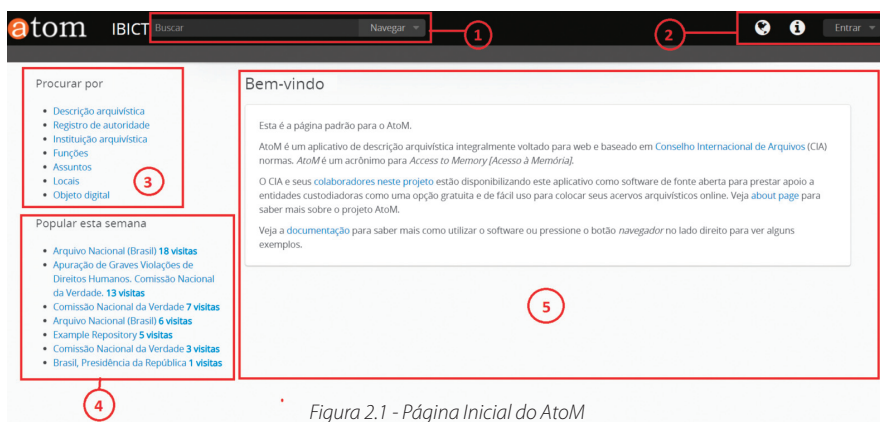 atom IBICT Buscar Navegar Entrar
1
2
Procurar por
Descrição arquivística
Registro de autoridade
Instituição arquivística
Funções
Assuntos
Locais
Objeto digital
3
Popular esta semana
Arquivo Nacional (Brasil) 18 visitas
Apuração de Graves Violações de
Direitos Humanos. Comissão Nacional
da Verdade. 13 visitas
Comissão Nacional da Verdade 7 visitas
Arquivo Nacional (Brasil) 6 visitas
Example Repository 5 visitas
Comissão Nacional da Verdade 3 visitas
Brasil, Presidência da República 1 visitas
4
Bem-vindo
Esta é a página padrão para o AtoM.
AtoM é um aplicativo de descrição arquivística integralmente voltado para web e baseado em Conselho Internacional de Arquivos (CIA)
normas. AtoM é um acrônimo para Access to Memory [Acesso à Memória].
O CIA e seus colaboradores neste projeto estão disponibilizando este aplicativo como software de fonte aberta para prestar apoio a
entidades custodiadoras como uma opção gratuita e de fácil uso para colocar seus acervos arquivísticos online. Veja about page para
saber mais sobre o projeto AtoM.
Veja a documentação para saber mais como utilizar o software ou pressione o botão navegador no lado direito para ver alguns
exemplos.
5
Figura 2.1 - Página Inicial do AtoM